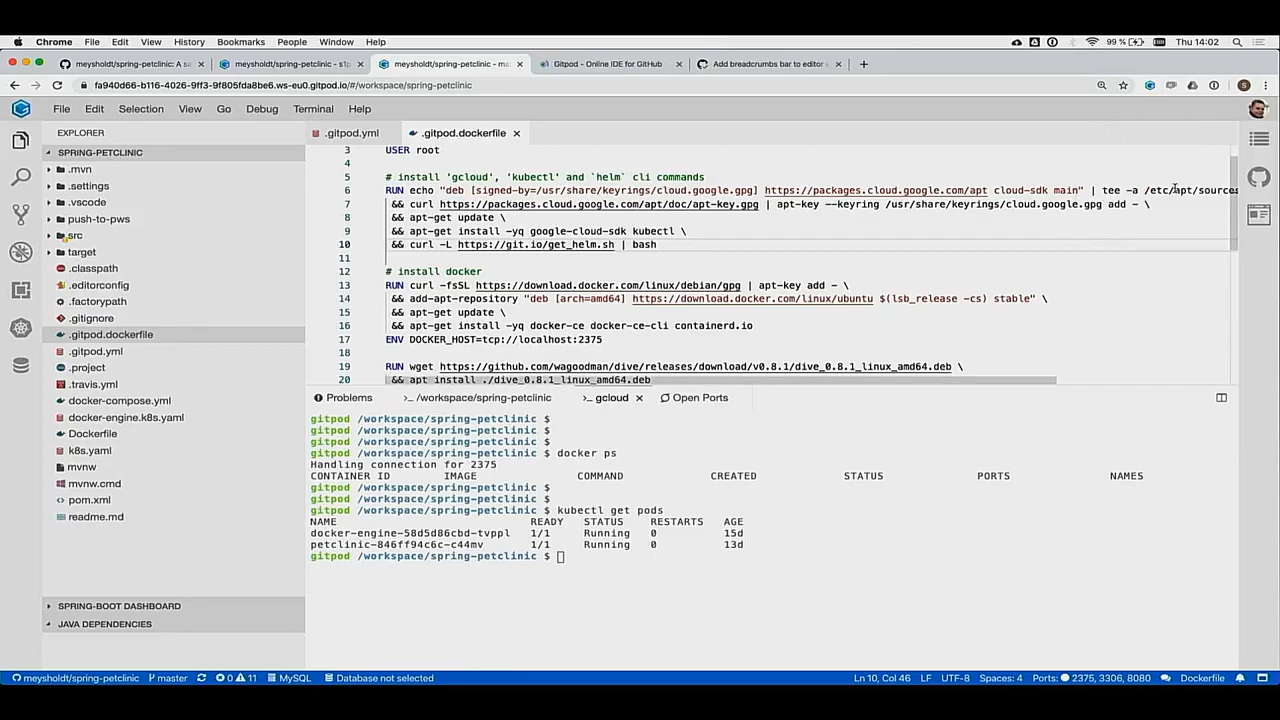 Chrome File Edit View History Bookmarks People Window Help 99 % Thu 14:02
meysholdt/spring-petclinic: A sa × meysholdt/spring-petclinic - s1p × meysholdt/spring-petclinic - ma × Gitpod - Online IDE for GitHub × Add breadcrumbs bar to editor × +
fa940d66-b116-4026-9ff3-9f805fda8be6.ws-eu0.gitpod.io/#/workspace/spring-petclinic
File Edit Selection View Go Debug Terminal Help
EXPLORER
SPRING-PETCLINIC
.mvn
.settings
.vscode
push-to-pws
src
target
.classpath
.editorconfig
.factorypath
.gitignore
.gitpod.dockerfile
.gitpod.yml
.project
.travis.yml
docker-compose.yml
docker-engine.k8s.yaml
Dockerfile
k8s.yaml
mvnw
mvnw.cmd
pom.xml
readme.md
SPRING-BOOT DASHBOARD
JAVA DEPENDENCIES
.gitpod.yml .gitpod.dockerfile ×
3 USER root
4
5 # install 'gcloud', 'kubectl' and `helm` cli commands
6 RUN echo "deb [signed-by=/usr/share/keyrings/cloud.google.gpg] https://packages.cloud.google.com/apt cloud-sdk main" | tee -a /etc/apt/sources
7 && curl https://packages.cloud.google.com/apt/doc/apt-key.gpg | apt-key --keyring /usr/share/keyrings/cloud.google.gpg add - \
8 && apt-get update \
9 && apt-get install -yq google-cloud-sdk kubectl \
10 && curl -L https://git.io/get_helm.sh | bash
11
12 # install docker
13 RUN curl -fsSL https://download.docker.com/linux/debian/gpg | apt-key add - \
14 && add-apt-repository "deb [arch=amd64] https://download.docker.com/linux/ubuntu $(lsb_release -cs) stable" \
15 && apt-get update \
16 && apt-get install -yq docker-ce docker-ce-cli containerd.io
17 ENV DOCKER_HOST=tcp://localhost:2375
18
19 RUN wget https://github.com/wagoodman/dive/releases/download/v0.8.1/dive_0.8.1_linux_amd64.deb \
20 && apt install ./dive_0.8.1_linux_amd64.deb
Problems >_ /workspace/spring-petclinic >_ gcloud × Open Ports
gitpod /workspace/spring-petclinic $
gitpod /workspace/spring-petclinic $
gitpod /workspace/spring-petclinic $
gitpod /workspace/spring-petclinic $ docker ps
Handling connection for 2375
CONTAINER ID IMAGE COMMAND CREATED STATUS PORTS NAMES
gitpod /workspace/spring-petclinic $
gitpod /workspace/spring-petclinic $
gitpod /workspace/spring-petclinic $ kubectl get pods
NAME READY STATUS RESTARTS AGE
docker-engine-58d5d86cbd-tvppl 1/1 Running 0 15d
petclinic-846ff94c6c-c44mv 1/1 Running 0 13d
gitpod /workspace/spring-petclinic $
meysholdt/spring-petclinic master 0 11 MySQL Database not selected Ln 10, Col 46 LF UTF-8 Spaces: 4 Ports: 2375, 3306, 8080 Dockerfile